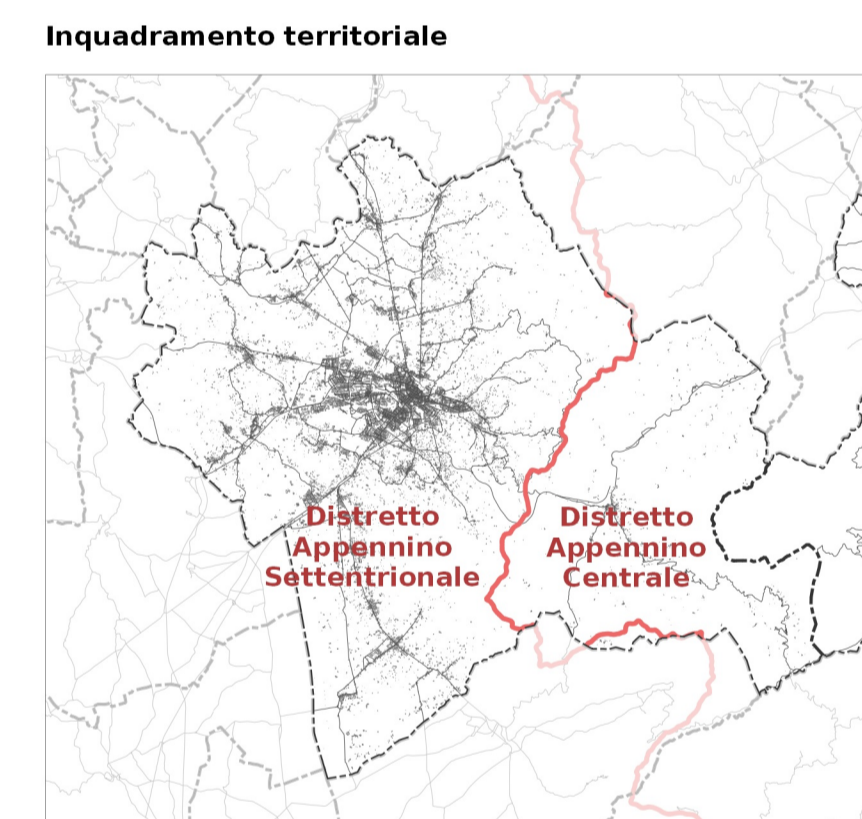 Inquadramento territoriale
Distretto
Appennino
Settentrionale
Distretto
Appennino
Centrale